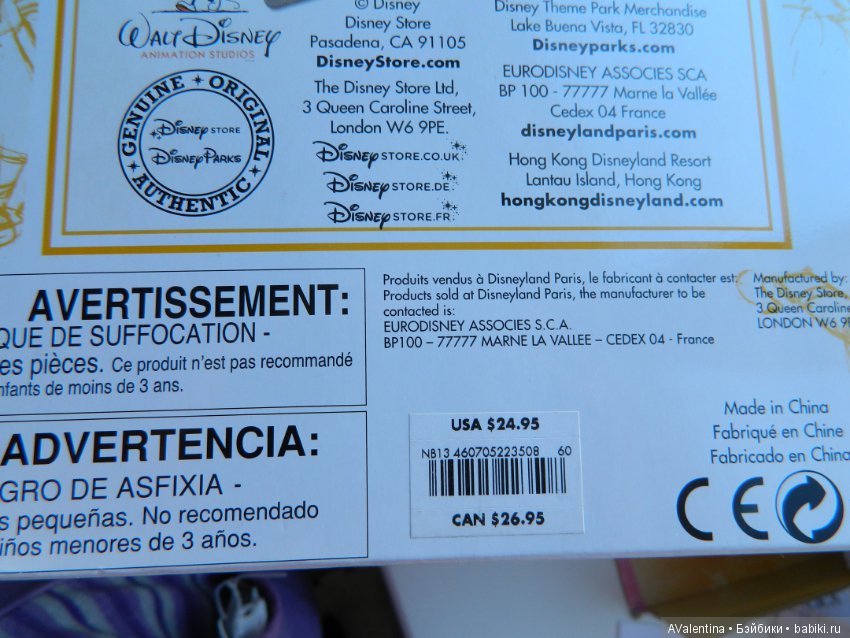 WALT DISNEY
ANIMATION STUDIOS
GENUINE • ORIGINAL
AUTHENTIC
DISNEY STORE
DISNEY PARKS
© Disney
Disney Store
Pasadena, CA 91105
DisneyStore.com
The Disney Store Ltd,
3 Queen Caroline Street,
London W6 9PE.
DISNEY STORE.CO.UK
DISNEY STORE.DE
DISNEY STORE.FR
Disney Theme Park Merchandise
Lake Buena Vista, FL 32830
Disneyparks.com
EURODISNEY ASSOCIES SCA
BP 100 - 77777 Marne la Vallée
Cedex 04 France
disneylandparis.com
Hong Kong Disneyland Resort
Lantau Island, Hong Kong
hongkongdisneyland.com
AVERTISSEMENT:
QUE DE SUFFOCATION -
es pièces. Ce produit n'est pas recommandé
nfants de moins de 3 ans.
ADVERTENCIA:
GRO DE ASFIXIA -
s pequeñas. No recomendado
iños menores de 3 años.
Produits vendus à Disneyland Paris, le fabricant à contacter est:
Products sold at Disneyland Paris, the manufacturer to be
contacted is:
EURODISNEY ASSOCIES S.C.A.
BP100 – 77777 MARNE LA VALLEE – CEDEX 04 - France
Manufactured by:
The Disney Store,
3 Queen Caroline
LONDON W6 9P
USA $24.95
NB13 460705223508 60
CAN $26.95
Made in China
Fabriqué en Chine
Fabricado en China
CE
AValentina • Бэйбики • babiki.ru